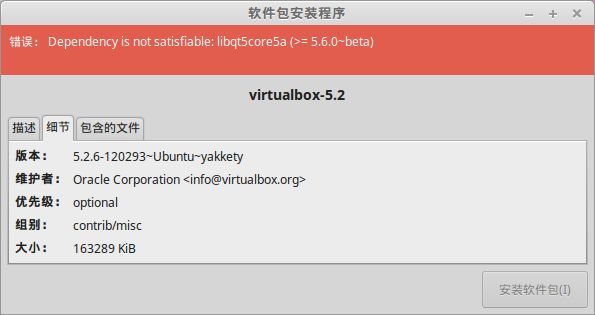 软件包安装程序
错误： Dependency is not satisfiable: libqt5core5a (>= 5.6.0~beta)
virtualbox-5.2
描述 细节 包含的文件
版本： 5.2.6-120293~Ubuntu~yakkety
维护者： Oracle Corporation <info@virtualbox.org>
优先级： optional
组别： contrib/misc
大小： 163289 KiB
安装软件包(I)